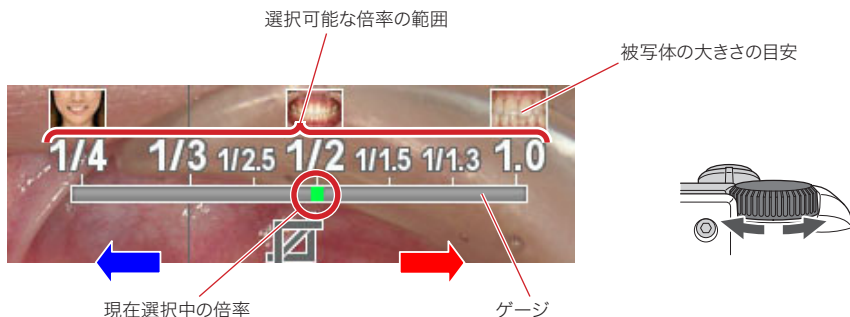 選択可能な倍率の範囲
被写体の大きさの目安
1/4 1/3 1/2.5 1/2 1/1.5 1/1.3 1.0
現在選択中の倍率
ゲージ